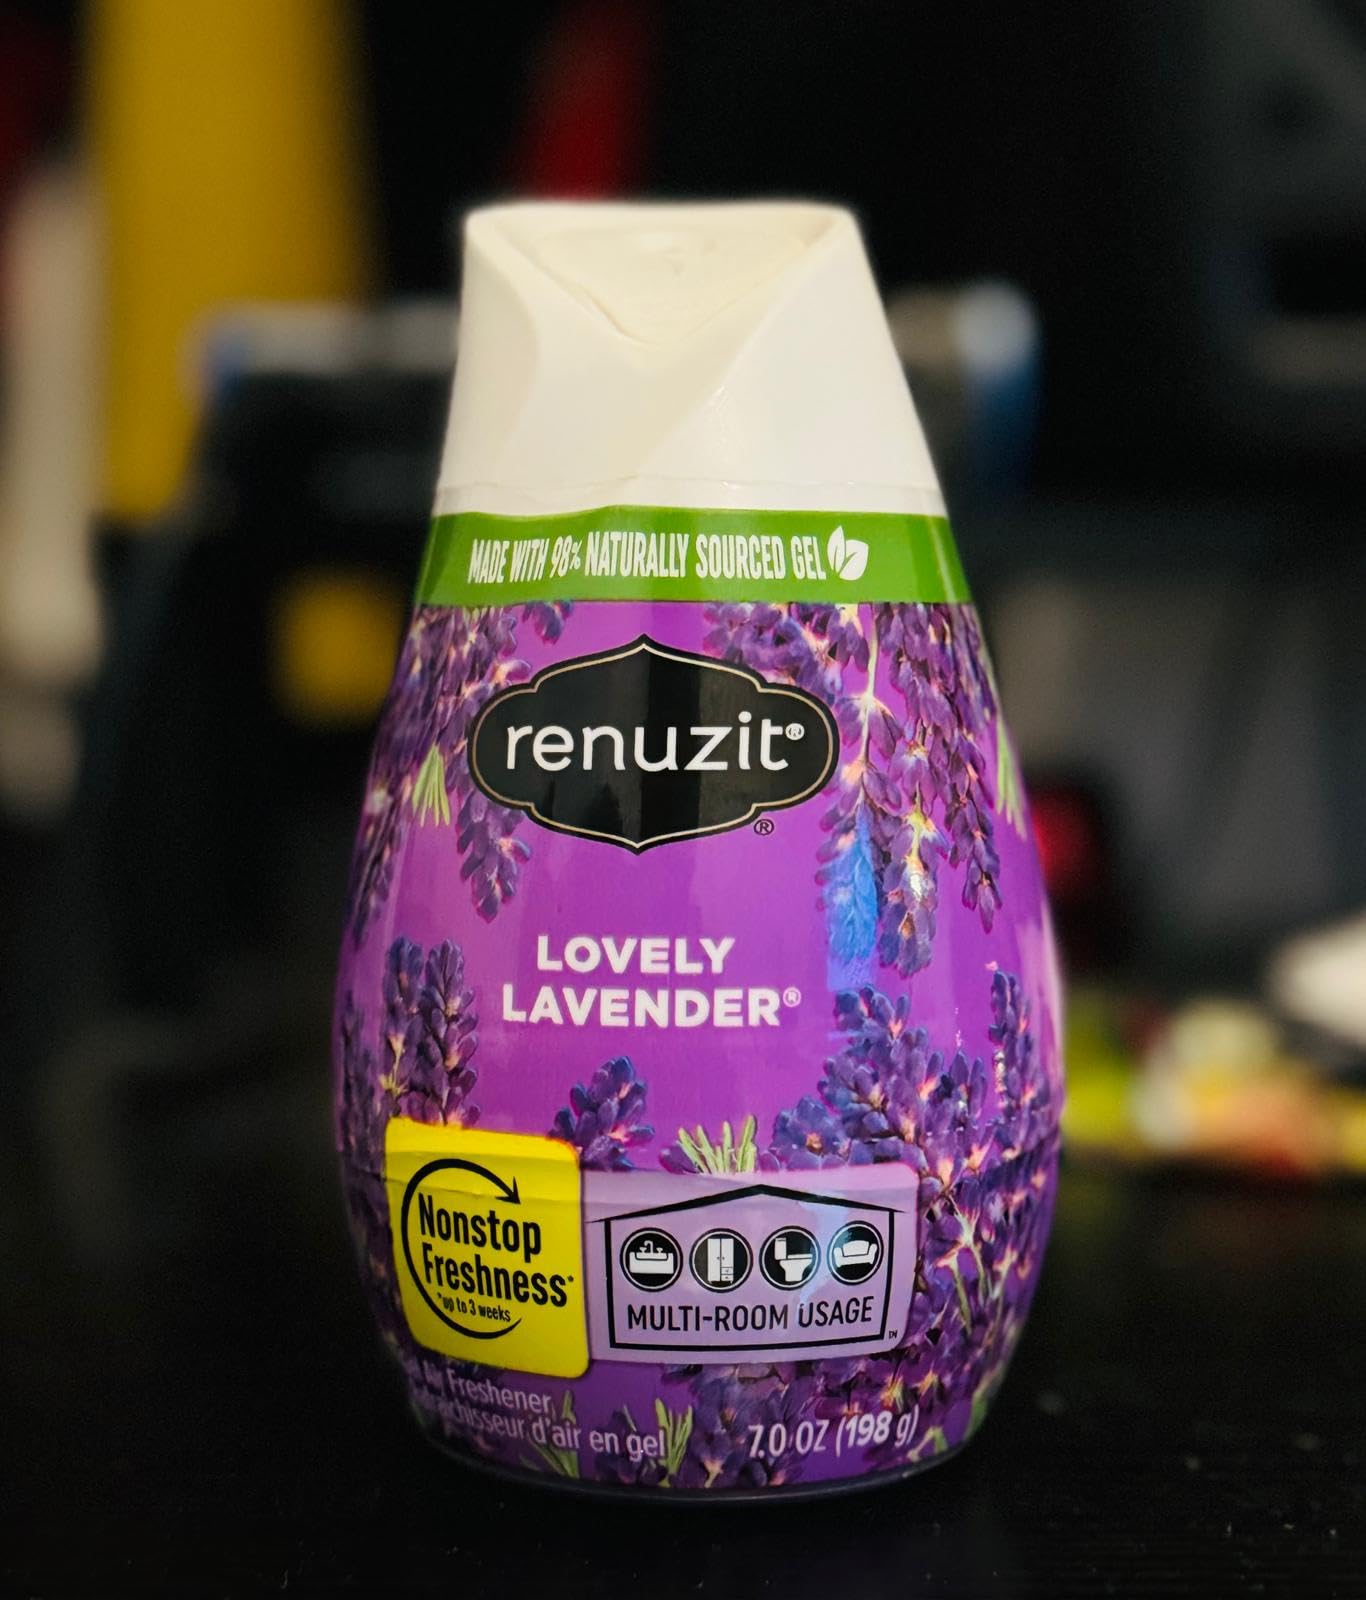 MADE WITH 98% NATURALLY SOURCED GEL
renuzit®
®
LOVELY
LAVENDER®
Nonstop
Freshness*
*up to 3 weeks
MULTI-ROOM USAGE
TM
Air Freshener
d'air en gel
7.0 OZ (198 g)